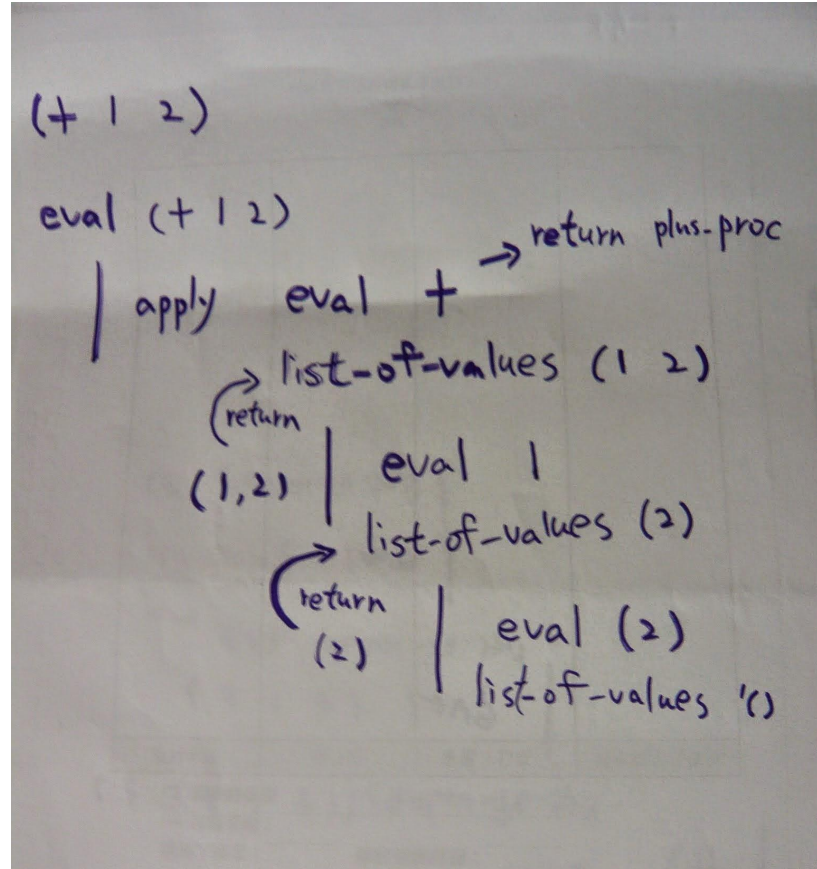 (+ 1 2)
eval (+ 1 2)
→ return plus-proc
apply eval +
list-of-values (1 2)
return
(1,2)
eval 1
list-of-values (2)
return
(2)
eval (2)
list-of-values '()